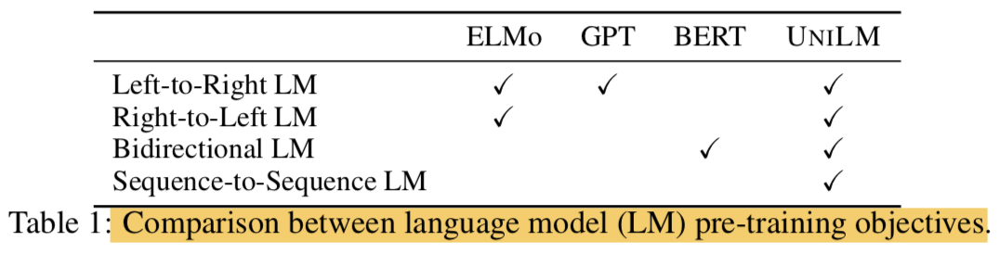 ELMo GPT BERT UNILM
Left-to-Right LM ✓ ✓ ✓
Right-to-Left LM ✓ ✓
Bidirectional LM ✓ ✓
Sequence-to-Sequence LM ✓
Table 1: Comparison between language model (LM) pre-training objectives.